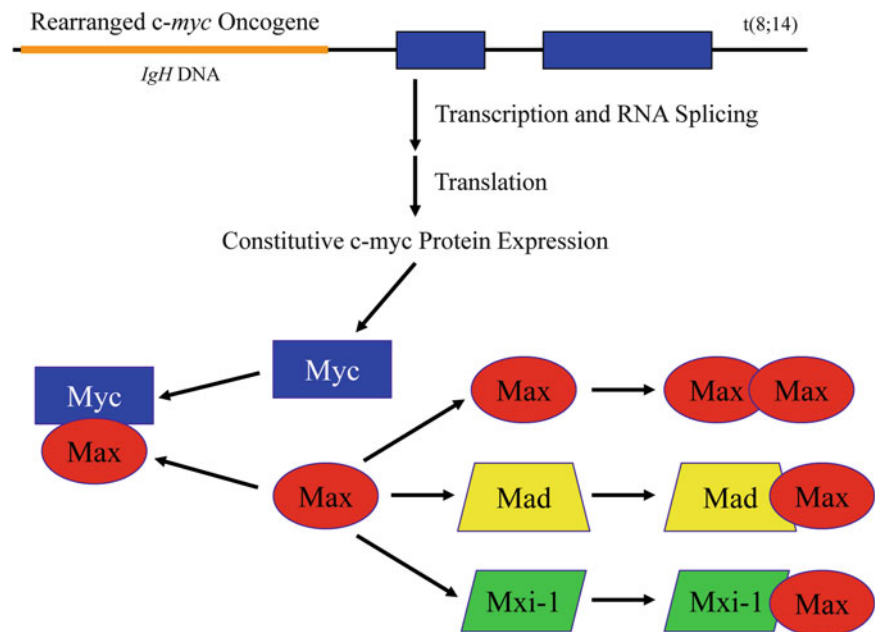 Rearranged c-myc Oncogene
t(8;14)
IgH DNA
Transcription and RNA Splicing
Translation
Constitutive c-myc Protein Expression
Myc
Myc
Max
Max Max
Max
Max
Mad
Mad Max
Mxi-1
Mxi-1 Max